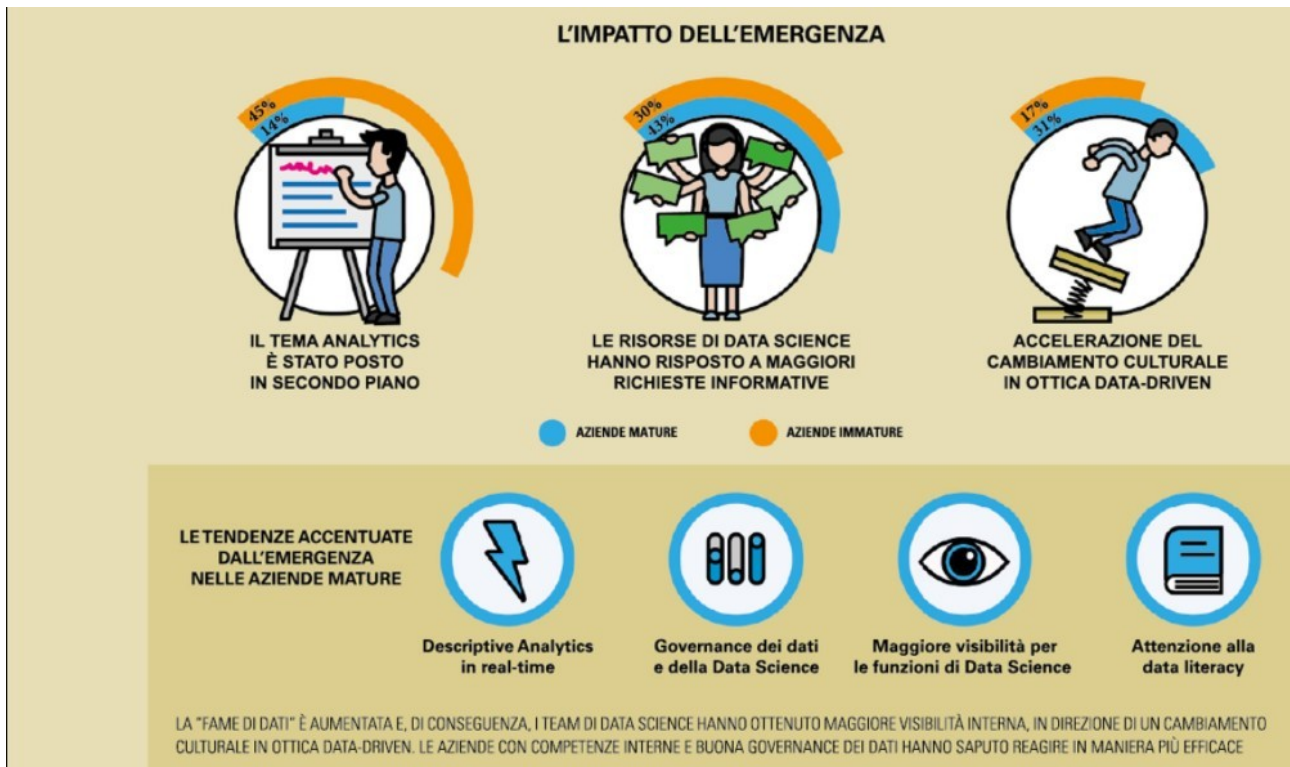 L'IMPATTO DELL'EMERGENZA
45%
14%
30%
43%
17%
31%
IL TEMA ANALYTICS
È STATO POSTO
IN SECONDO PIANO
LE RISORSE DI DATA SCIENCE
HANNO RISPOSTO A MAGGIORI
RICHIESTE INFORMATIVE
ACCELERAZIONE DEL
CAMBIAMENTO CULTURALE
IN OTTICA DATA-DRIVEN
AZIENDE MATURE
AZIENDE IMMATURE
LE TENDENZE ACCENTUATE
DALL'EMERGENZA
NELLE AZIENDE MATURE
Descriptive Analytics
in real-time
Governance dei dati
e della Data Science
Maggiore visibilità per
le funzioni di Data Science
Attenzione alla
data literacy
LA "FAME DI DATI" È AUMENTATA E, DI CONSEGUENZA, I TEAM DI DATA SCIENCE HANNO OTTENUTO MAGGIORE VISIBILITÀ INTERNA, IN DIREZIONE DI UN CAMBIAMENTO
CULTURALE IN OTTICA DATA-DRIVEN. LE AZIENDE CON COMPETENZE INTERNE E BUONA GOVERNANCE DEI DATI HANNO SAPUTO REAGIRE IN MANIERA PIÙ EFFICACE